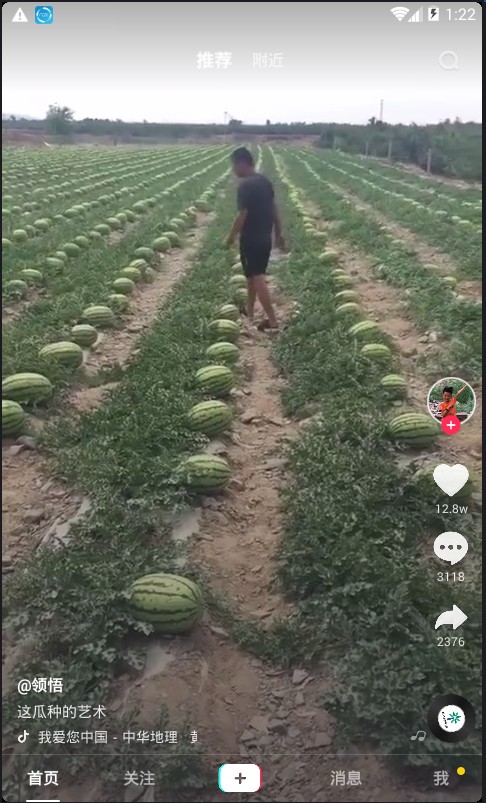 1:22
推荐 附近
12.8w
3118
2376
@领悟
这瓜种的艺术
我爱您中国 - 中华地理
首页 关注 消息 我